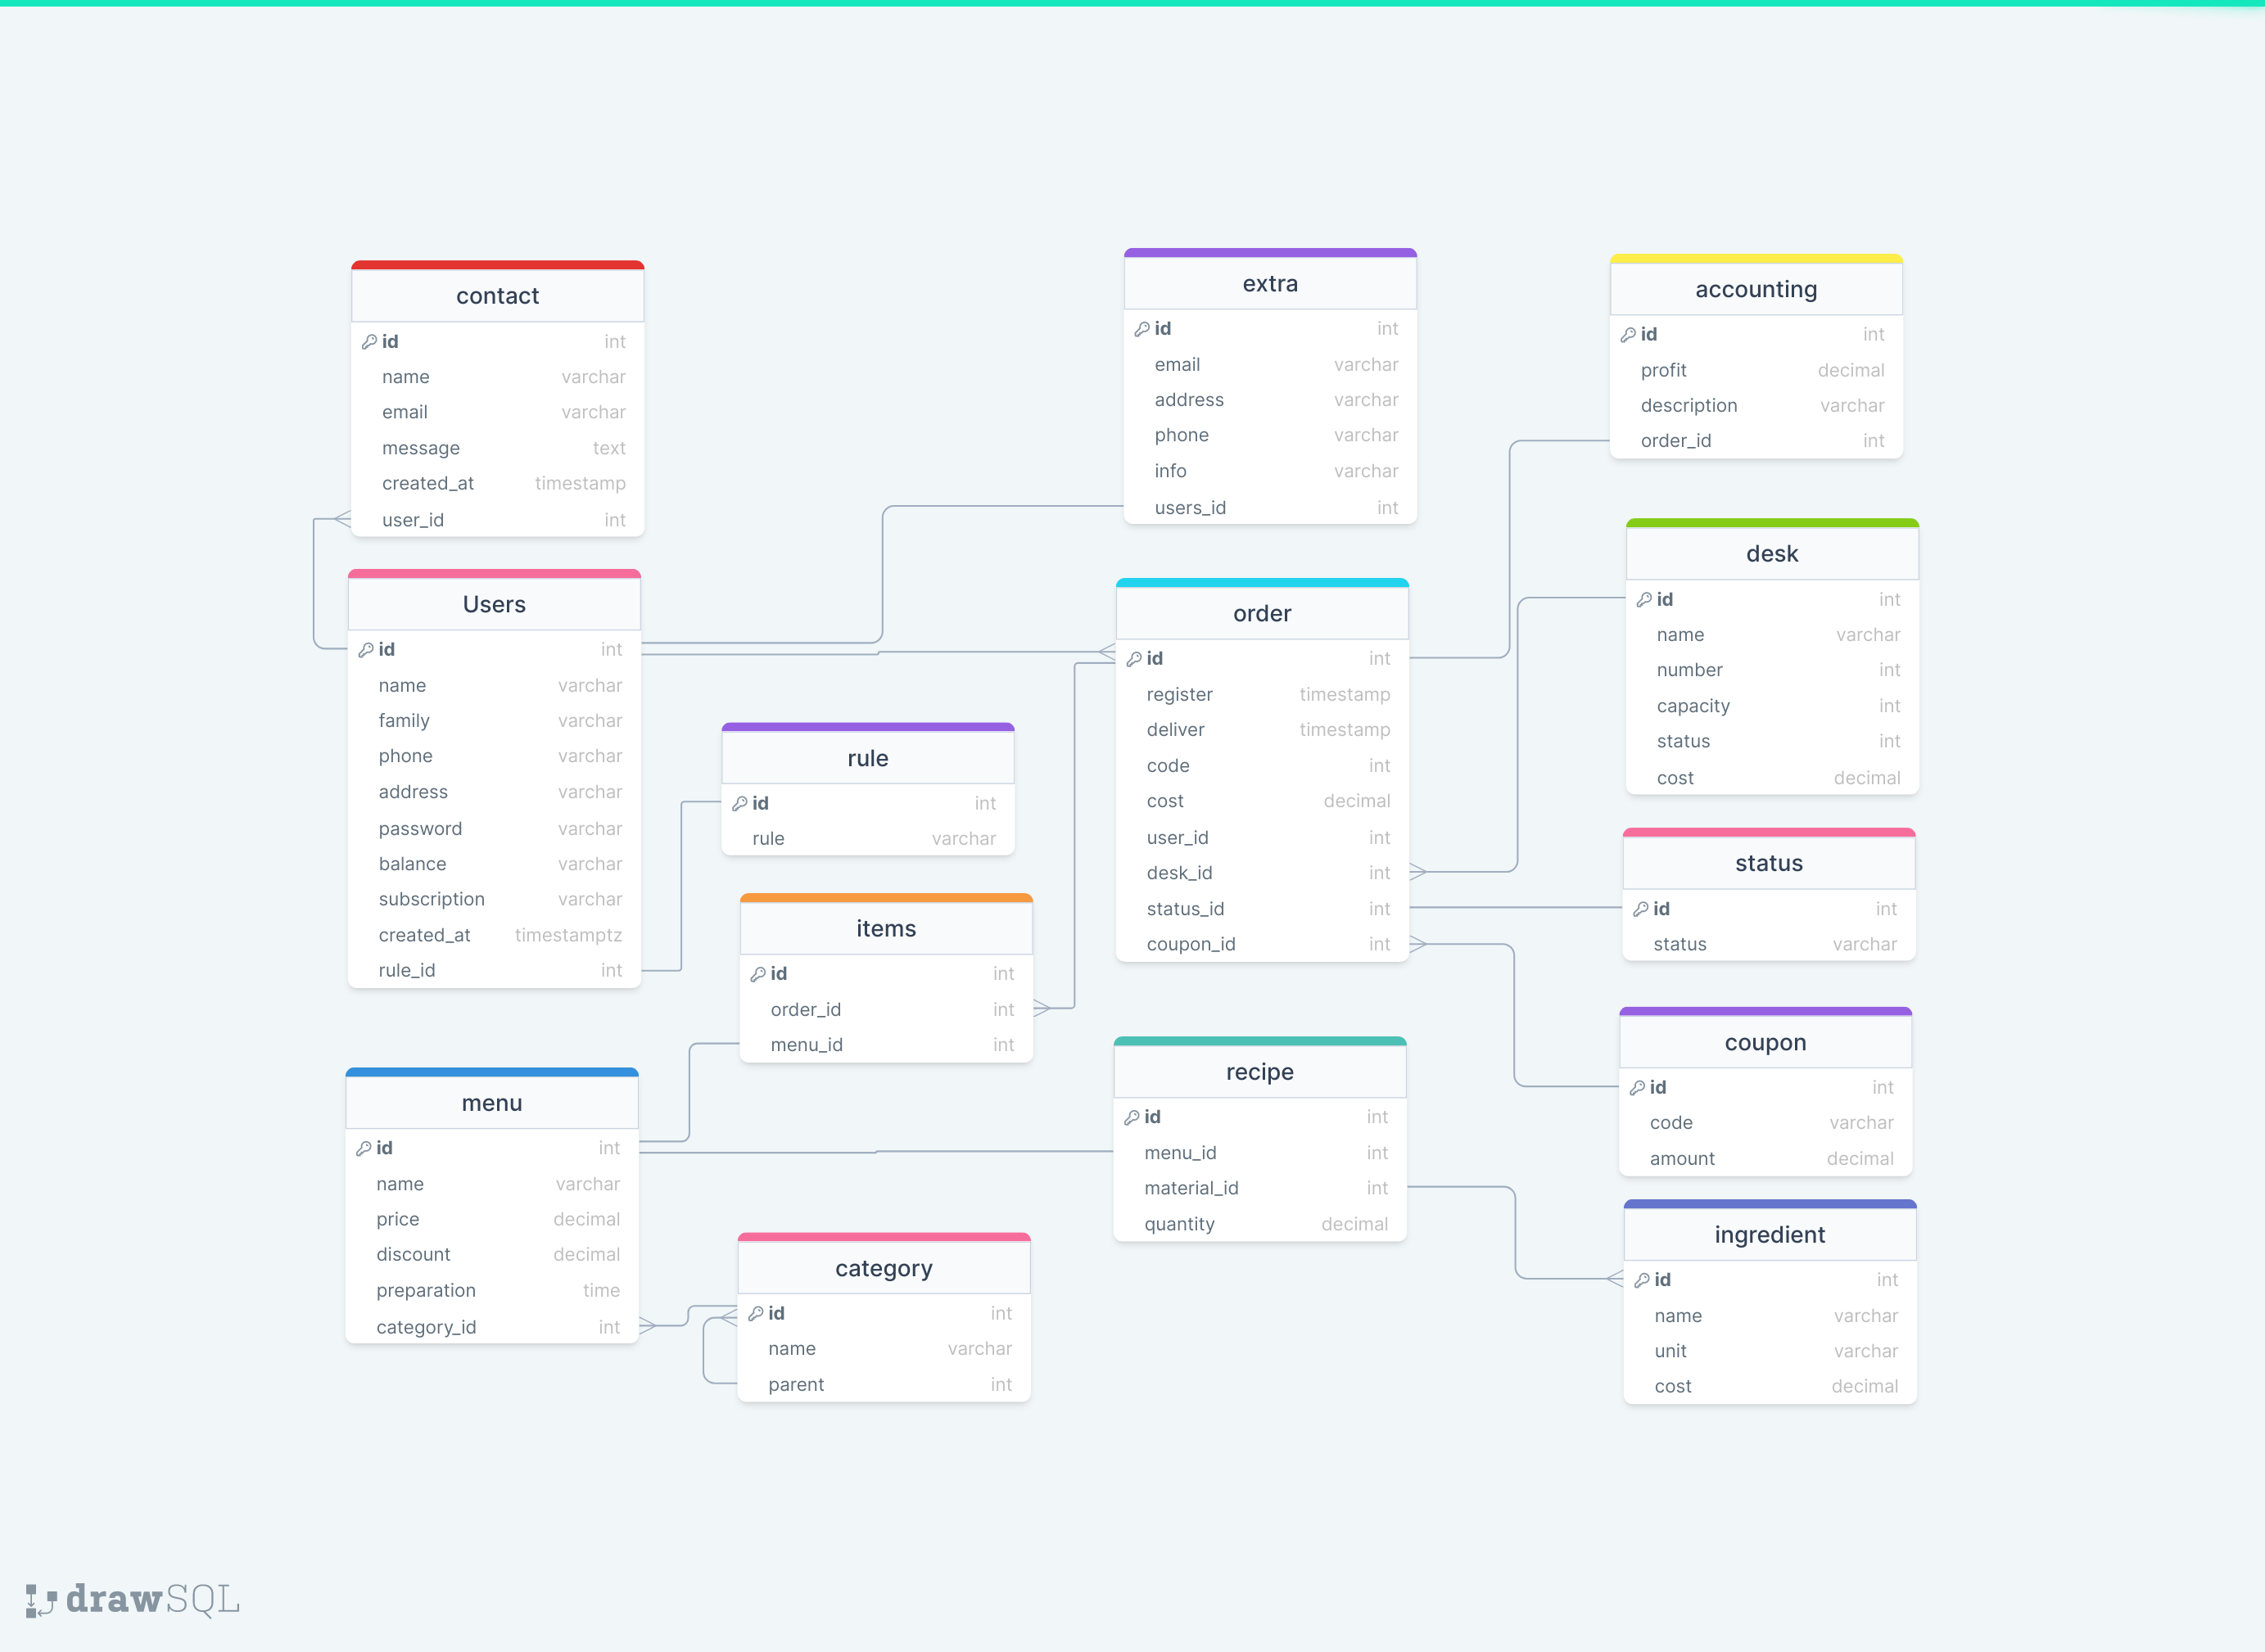 contact
id int
name varchar
email varchar
message text
created_at timestamp
user_id int
Users
id int
name varchar
family varchar
phone varchar
address varchar
password varchar
balance varchar
subscription varchar
created_at timestamptz
rule_id int
menu
id int
name varchar
price decimal
discount decimal
preparation time
category_id int
rule
id int
rule varchar
items
id int
order_id int
menu_id int
category
id int
name varchar
parent int
extra
id int
email varchar
address varchar
phone varchar
info varchar
users_id int
order
id int
register timestamp
deliver timestamp
code int
cost decimal
user_id int
desk_id int
status_id int
coupon_id int
recipe
id int
menu_id int
material_id int
quantity decimal
accounting
id int
profit decimal
description varchar
order_id int
desk
id int
name varchar
number int
capacity int
status int
cost decimal
status
id int
status varchar
coupon
id int
code varchar
amount decimal
ingredient
id int
name varchar
unit varchar
cost decimal
drawSQL